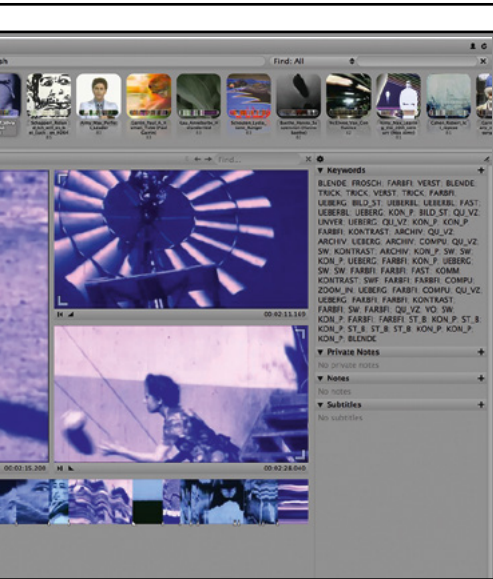 sh
Find: All
Find...
Keywords
BLENDE; FROSCH; FARBFI; VERST; BLENDE;
TRICK; TRICK; VERST; TRICK; FARBFI;
UEBERG; BILD_ST; UEBERBL; UEBERBL; FAST;
UEBERBL; UEBERG; KON_P; BILD_ST; QU_VZ;
UNVER; UEBERG; QU_VZ; KON_P; KON_P
FARBFI; KONTRAST; ARCHIV; QU_VZ;
ARCHIV; UEBERG; ARCHIV; COMPU; QU_VZ;
SW; KONTRAST; ARCHIV; KON_P; SW; SW;
KON_P; UEBERG; FARBFI; KON_P; UEBERG;
SW; SW; FARBFI; FARBFI; FAST; KOMM;
KONTRAST; SWF; FARBFI; FARBFI; COMPU;
ZOOM_IN; UEBERG; FARBFI; COMPU; QU_VZ;
UEBERG; FARBFI; FARBFI; KONTRAST;
FARBFI; SW; FARBFI; QU_VZ; VO; SW;
KON_P; FARBFI; FARBFI; ST_B; KON_P; ST_B;
KON_P; ST_B; ST_B; ST_B; KON_P; KON_P;
KON_P; BLENDE
Private Notes
No private notes
Notes
No notes
Subtitles
No subtitles
00:02:11.169
00:02:15.208
00:02:28.040